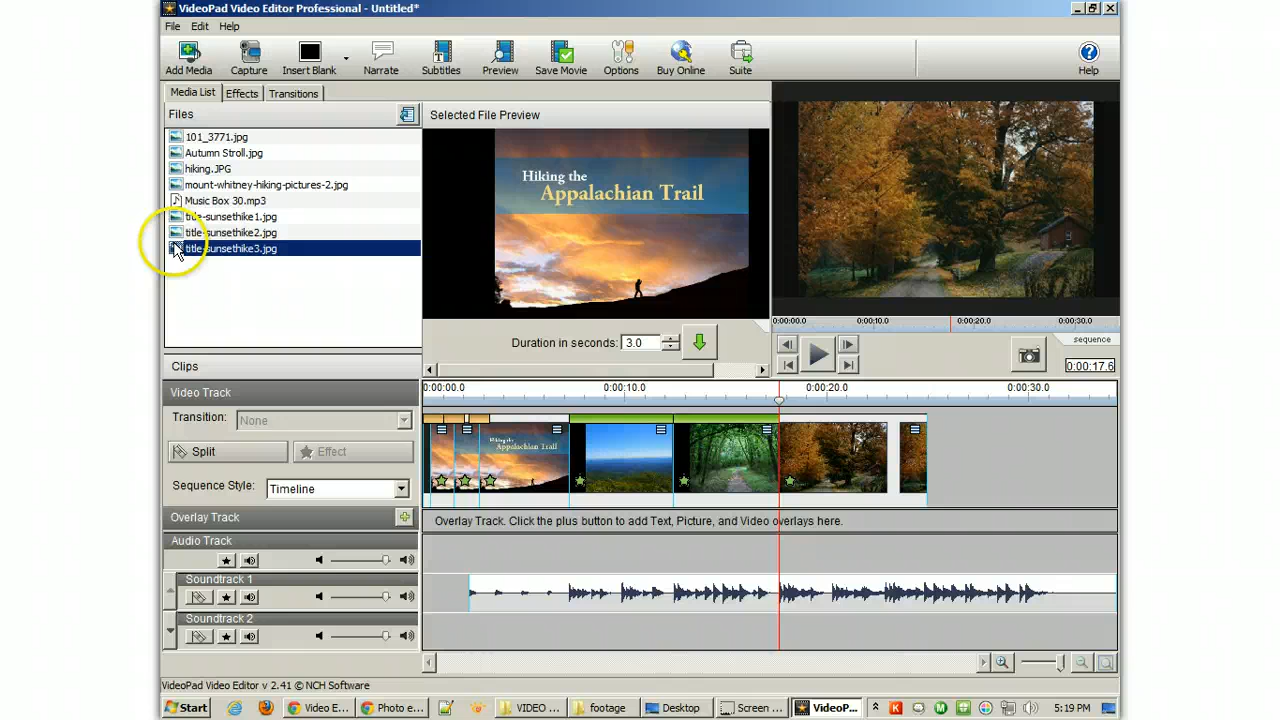 VideoPad Video Editor Professional - Untitled*
File Edit Help
Add Media Capture Insert Blank Narrate Subtitles Preview Save Movie Options Buy Online Suite Help
Media List Effects Transitions
Files
101_3771.jpg
Autumn Stroll.jpg
hiking.JPG
mount-whitney-hiking-pictures-2.jpg
Music Box 30.mp3
title-sunsethike1.jpg
title-sunsethike2.jpg
title-sunsethike3.jpg
Selected File Preview
Hiking the
Appalachian Trail
Duration in seconds: 3.0
0:00:00.0 0:00:10.0 0:00:20.0 0:00:30.0
sequence
0:00:17.6
Clips
Video Track
Transition: None
Split Effect
Sequence Style: Timeline
0:00:00.0 0:00:10.0 0:00:20.0 0:00:30.0
Hiking the
Appalachian Trail
Overlay Track
Overlay Track. Click the plus button to add Text, Picture, and Video overlays here.
Audio Track
Soundtrack 1
Soundtrack 2
VideoPad Video Editor v 2.41 © NCH Software
Start Video E... Photo e... VIDEO ... footage Desktop Screen ... VideoP... 5:19 PM